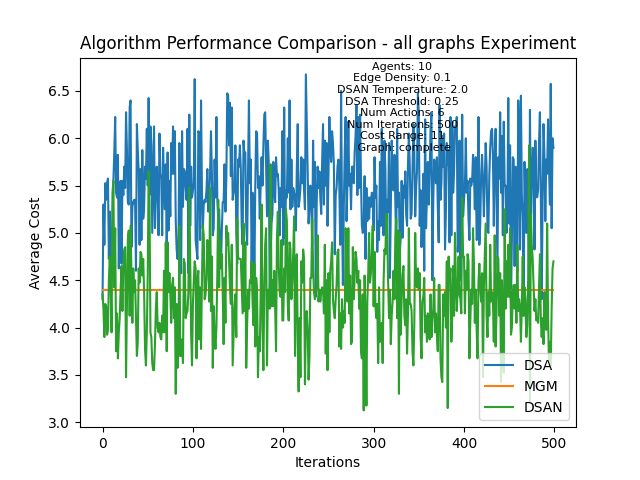 Algorithm Performance Comparison - all graphs Experiment
Agents: 10
Edge Density: 0.1
DSAN Temperature: 2.0
DSA Threshold: 0.25
Num Actions: 6
Num Iterations: 500
Cost Range: 11
Graph: complete
6.5
6.0
5.5
5.0
4.5
4.0
3.5
3.0
Average Cost
DSA
MGM
DSAN
0
100
200
300
400
500
Iterations